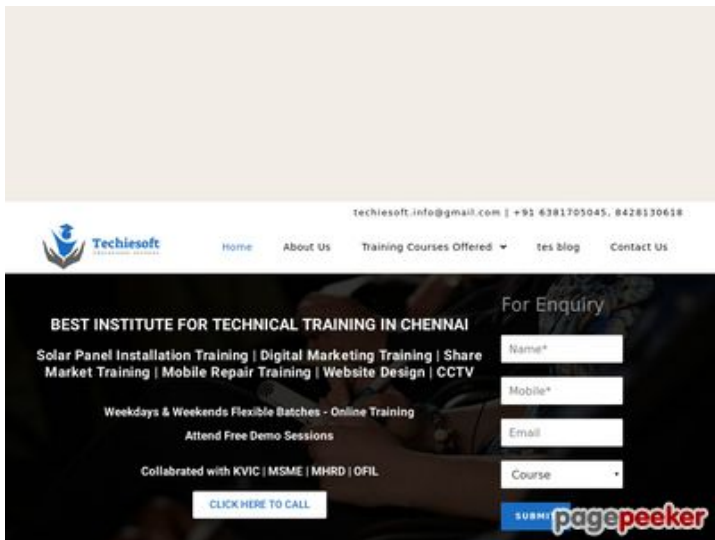 techiesoft.info@gmail.com | +91 6381705045, 8428130618
Techiesoft
Home About Us Training Courses Offered tes blog Contact Us
For Enquiry
BEST INSTITUTE FOR TECHNICAL TRAINING IN CHENNAI
Name*
Solar Panel Installation Training | Digital Marketing Training | Share
Market Training | Mobile Repair Training | Website Design | CCTV
Mobile*
Weekdays & Weekends Flexible Batches - Online Training
Attend Free Demo Sessions
Email
Collabrated with KVIC | MSME | MHRD | OFIL
Course
CLICK HERE TO CALL
pagepeeker